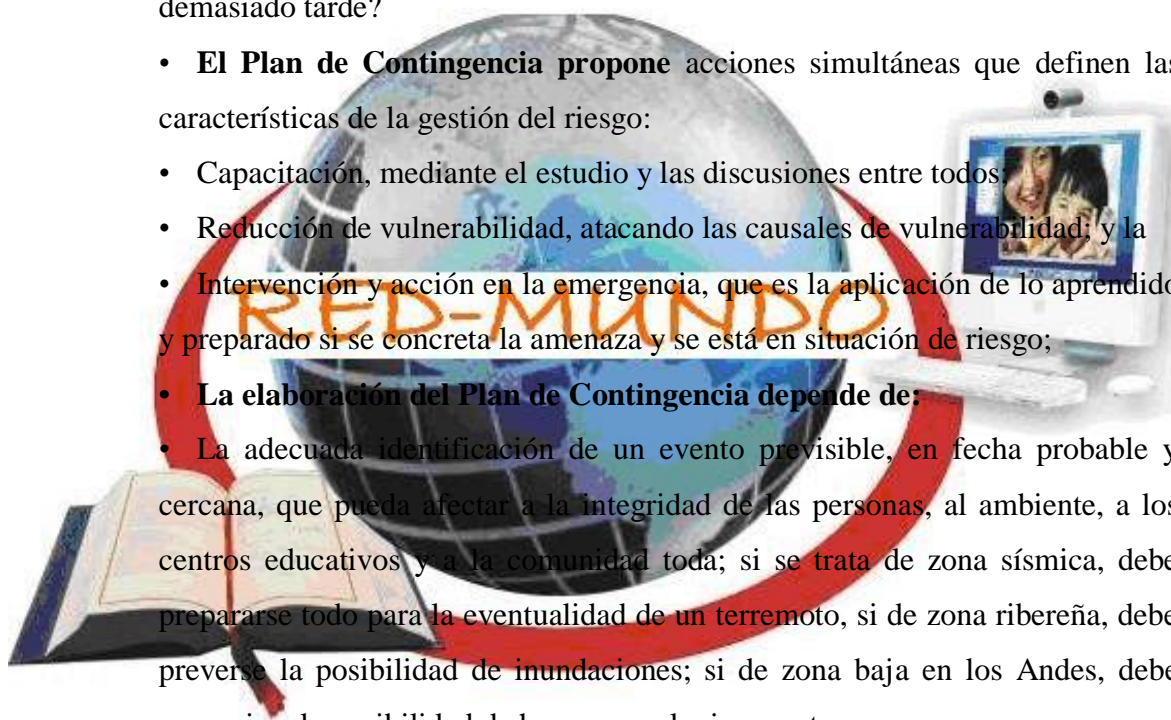 demasiado tarde?
• El Plan de Contingencia propone acciones simultáneas que definen las
características de la gestión del riesgo:
• Capacitación, mediante el estudio y las discusiones entre todos;
• Reducción de vulnerabilidad, atacando las causales de vulnerabilidad; y la
• Intervención y acción en la emergencia, que es la aplicación de lo aprendido
RED-MUNDO
y preparado si se concreta la amenaza y se está en situación de riesgo;
• La elaboración del Plan de Contingencia depende de:
• La adecuada identificación de un evento previsible, en fecha probable y
cercana, que pueda afectar a la integridad de las personas, al ambiente, a los
centros educativos y a la comunidad toda; si se trata de zona sísmica, debe
prepararse todo para la eventualidad de un terremoto, si de zona ribereña, debe
preverse la posibilidad de inundaciones; si de zona baja en los Andes, debe